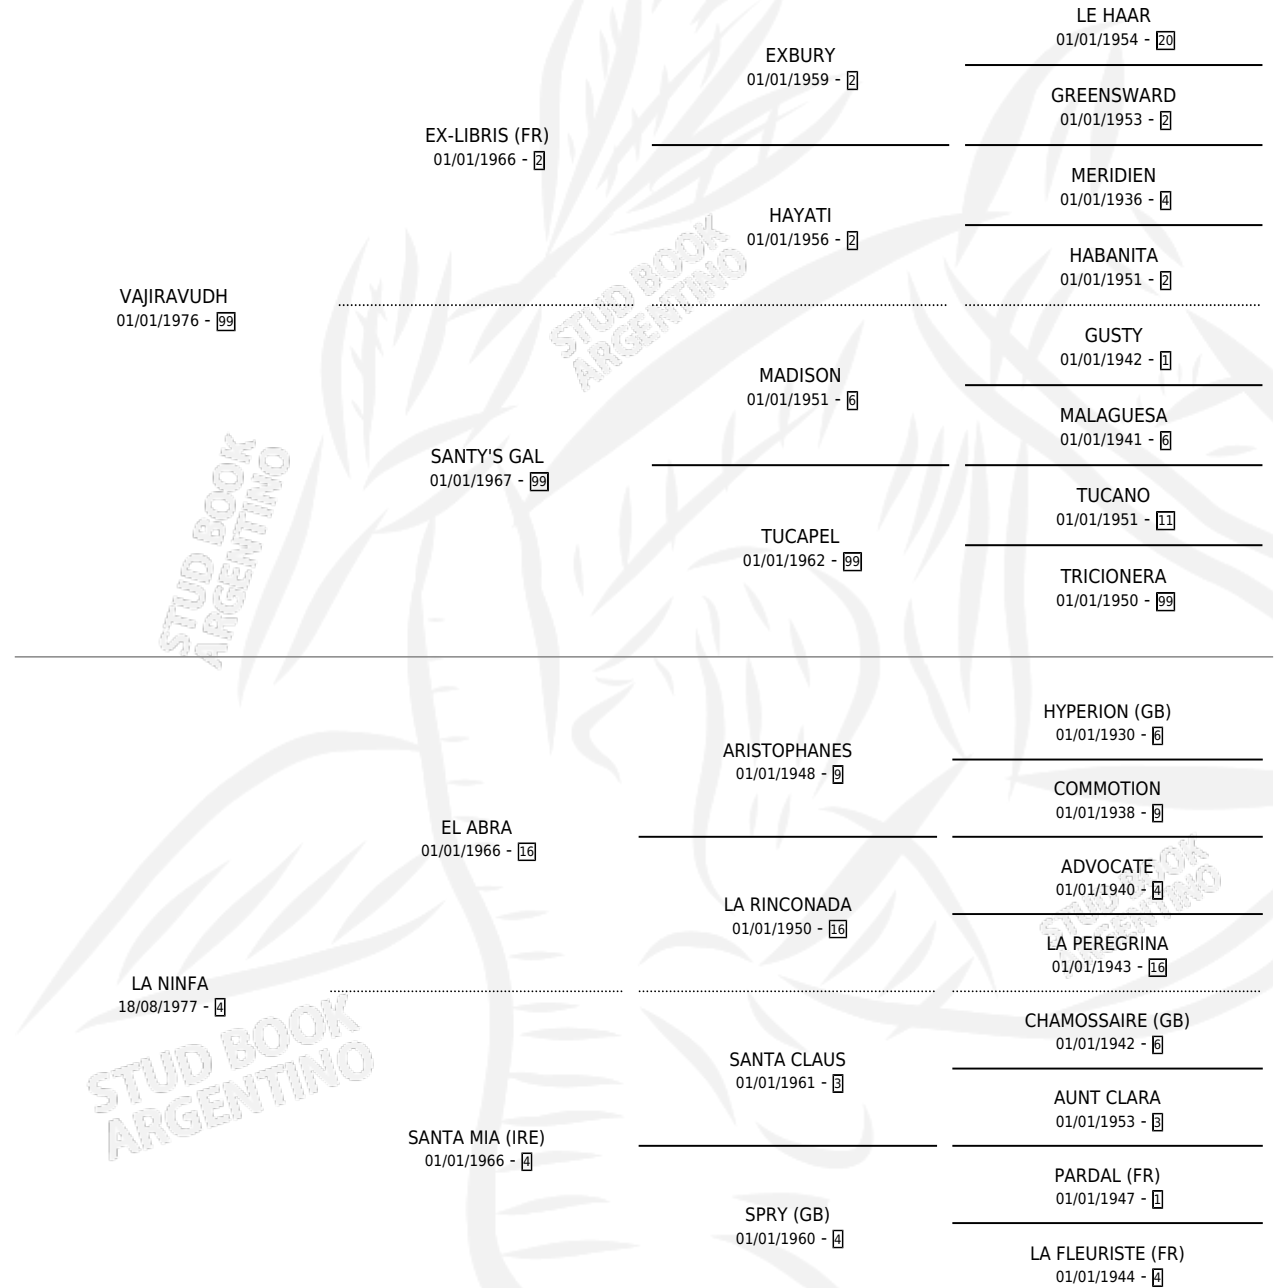 LE HAAR
01/01/1954 - 20
EXBURY
01/01/1959 - 2
GREENSWARD
01/01/1953 - 2
EX-LIBRIS (FR)
01/01/1966 - 2
MERIDIEN
01/01/1936 - 4
HAYATI
01/01/1956 - 2
HABANITA
01/01/1951 - 2
VAJIRAVUDH
01/01/1976 - 99
GUSTY
01/01/1942 - 1
MADISON
01/01/1951 - 6
MALAGUESA
01/01/1941 - 6
SANTY'S GAL
01/01/1967 - 99
TUCANO
01/01/1951 - 11
TUCAPEL
01/01/1962 - 99
TRICIONERA
01/01/1950 - 99
HYPERION (GB)
01/01/1930 - 6
ARISTOPHANES
01/01/1948 - 9
COMMOTION
01/01/1938 - 9
EL ABRA
01/01/1966 - 16
ADVOCATE
01/01/1940 - 4
LA RINCONADA
01/01/1950 - 16
LA PEREGRINA
01/01/1943 - 16
LA NINFA
18/08/1977 - 4
CHAMOSSAIRE (GB)
01/01/1942 - 6
SANTA CLAUS
01/01/1961 - 3
AUNT CLARA
01/01/1953 - 3
SANTA MIA (IRE)
01/01/1966 - 4
PARDAL (FR)
01/01/1947 - 1
SPRY (GB)
01/01/1960 - 4
LA FLEURISTE (FR)
01/01/1944 - 4
STUD BOOK
ARGENTINO
STUD BOOK
ARGENTINO
STUD BOOK
ARGENTINO
STUD BOOK
ARGENTINO